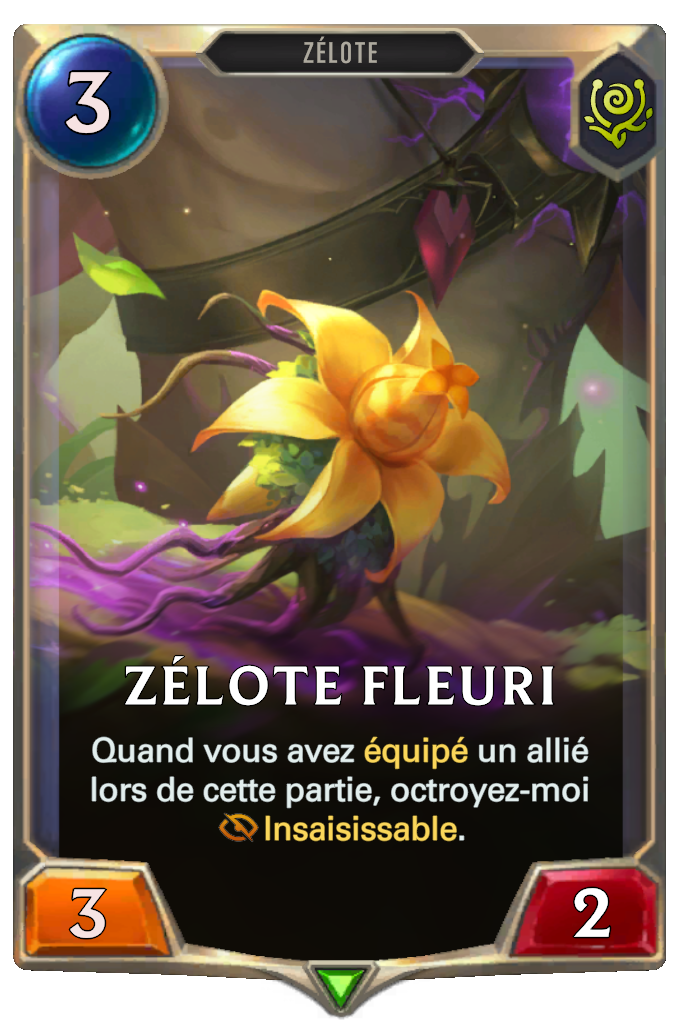 ZÉLOTE
3
ZÉLOTE FLEURI
Quand vous avez équipé un allié
lors de cette partie, octroyez-moi
Insaisissable.
3
2